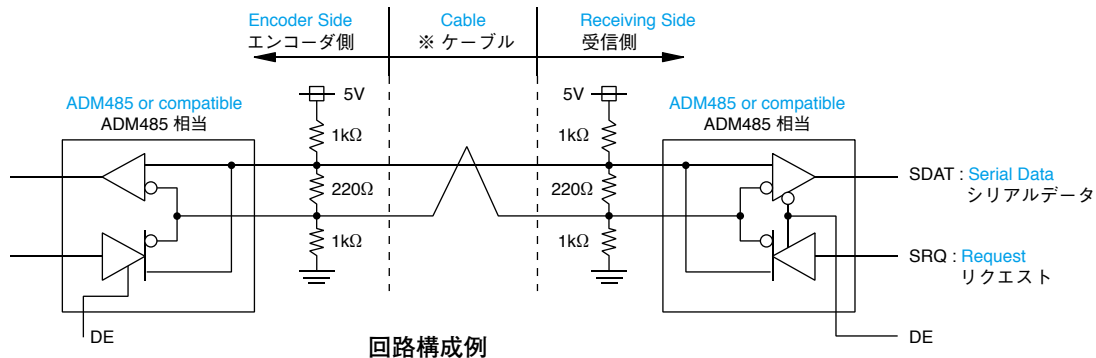 Encoder Side
エンコーダ側
Cable
※ ケーブル
Receiving Side
受信側
ADM485 or compatible
ADM485 相当
5V
1kΩ
220Ω
1kΩ
DE
5V
1kΩ
220Ω
1kΩ
ADM485 or compatible
ADM485 相当
SDAT : Serial Data
シリアルデータ
SRQ : Request
リクエスト
DE
回路構成例